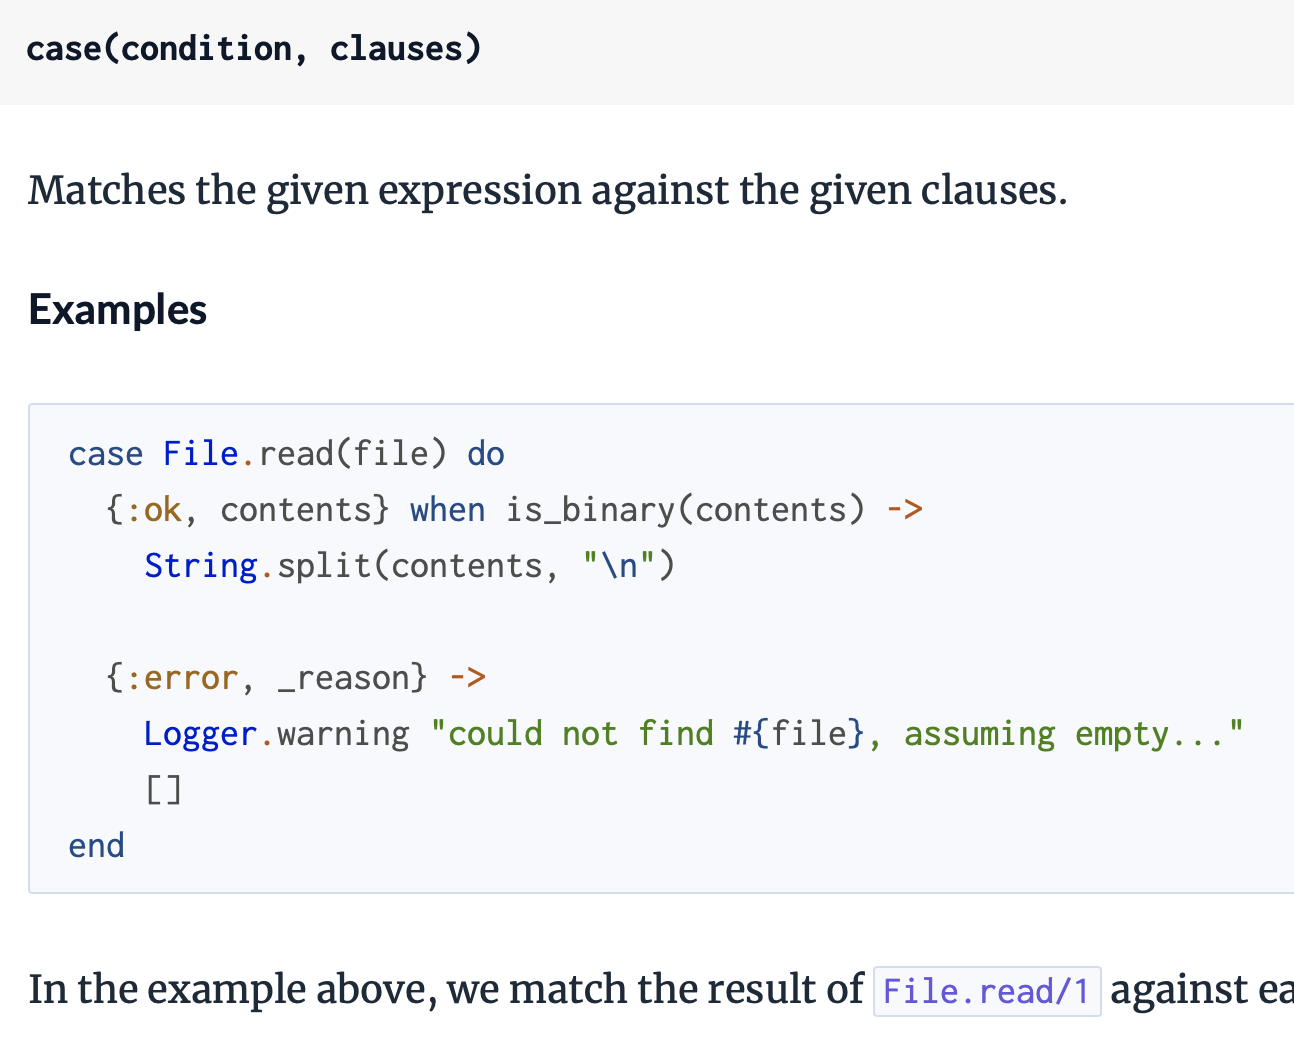 case(condition, clauses)
Matches the given expression against the given clauses.
Examples
case File.read(file) do
  {:ok, contents} when is_binary(contents) ->
    String.split(contents, "\n")

  {:error, _reason} ->
    Logger.warning "could not find #{file}, assuming empty..."
    []
end
In the example above, we match the result of File.read/1 against ea